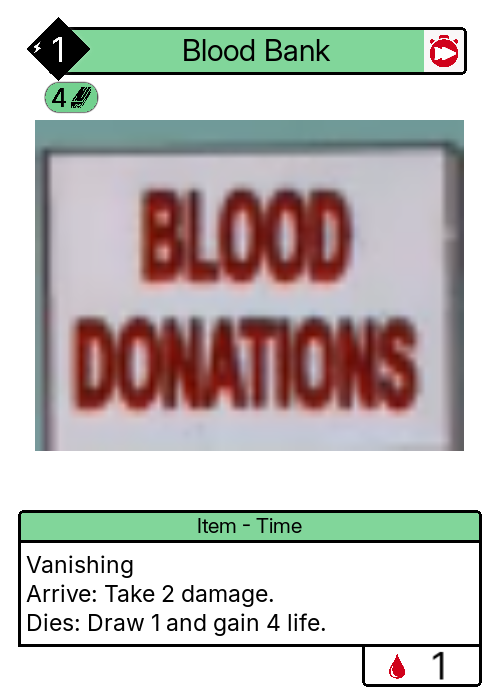 1 Blood Bank
4
BLOOD
DONATIONS
Item - Time
Vanishing
Arrive: Take 2 damage.
Dies: Draw 1 and gain 4 life.
1